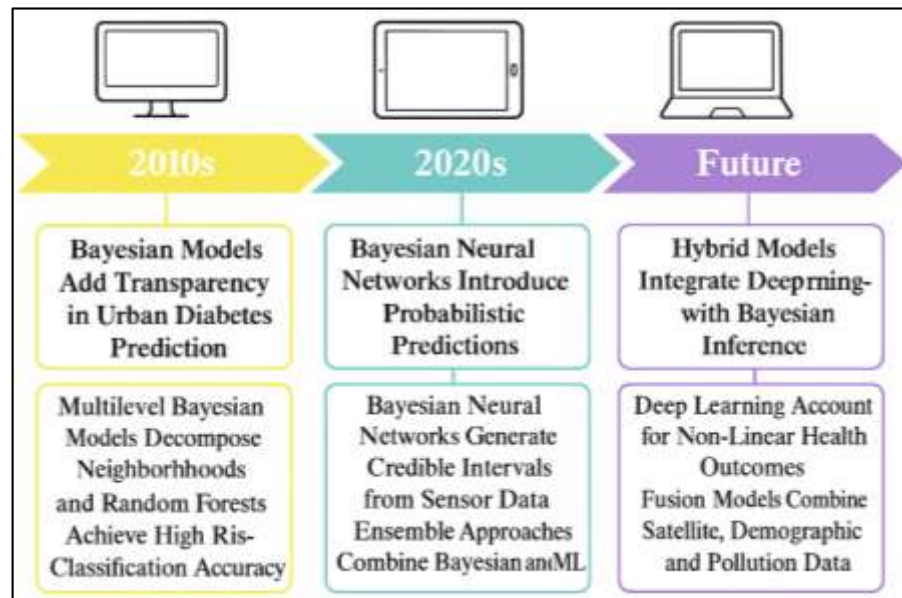 2010s
2020s
Future
Bayesian Models
Add Transparency
in Urban Diabetes
Prediction
Bayesian Neural
Networks Introduce
Probabilistic
Predictions
Hybrid Models
Integrate Deeprning-
with Bayesian
Inference
Multilevel Bayesian
Models Decompose
Neighborhhoods
and Random Forests
Achieve High Ris-
Classification Accuracy
Bayesian Neural
Networks Generate
Credible Intervals
from Sensor Data
Ensemble Approaches
Combine Bayesian andML
Deep Learning Account
for Non-Linear Health
Outcomes
Fusion Models Combine
Satellite, Demographic
and Pollution Data